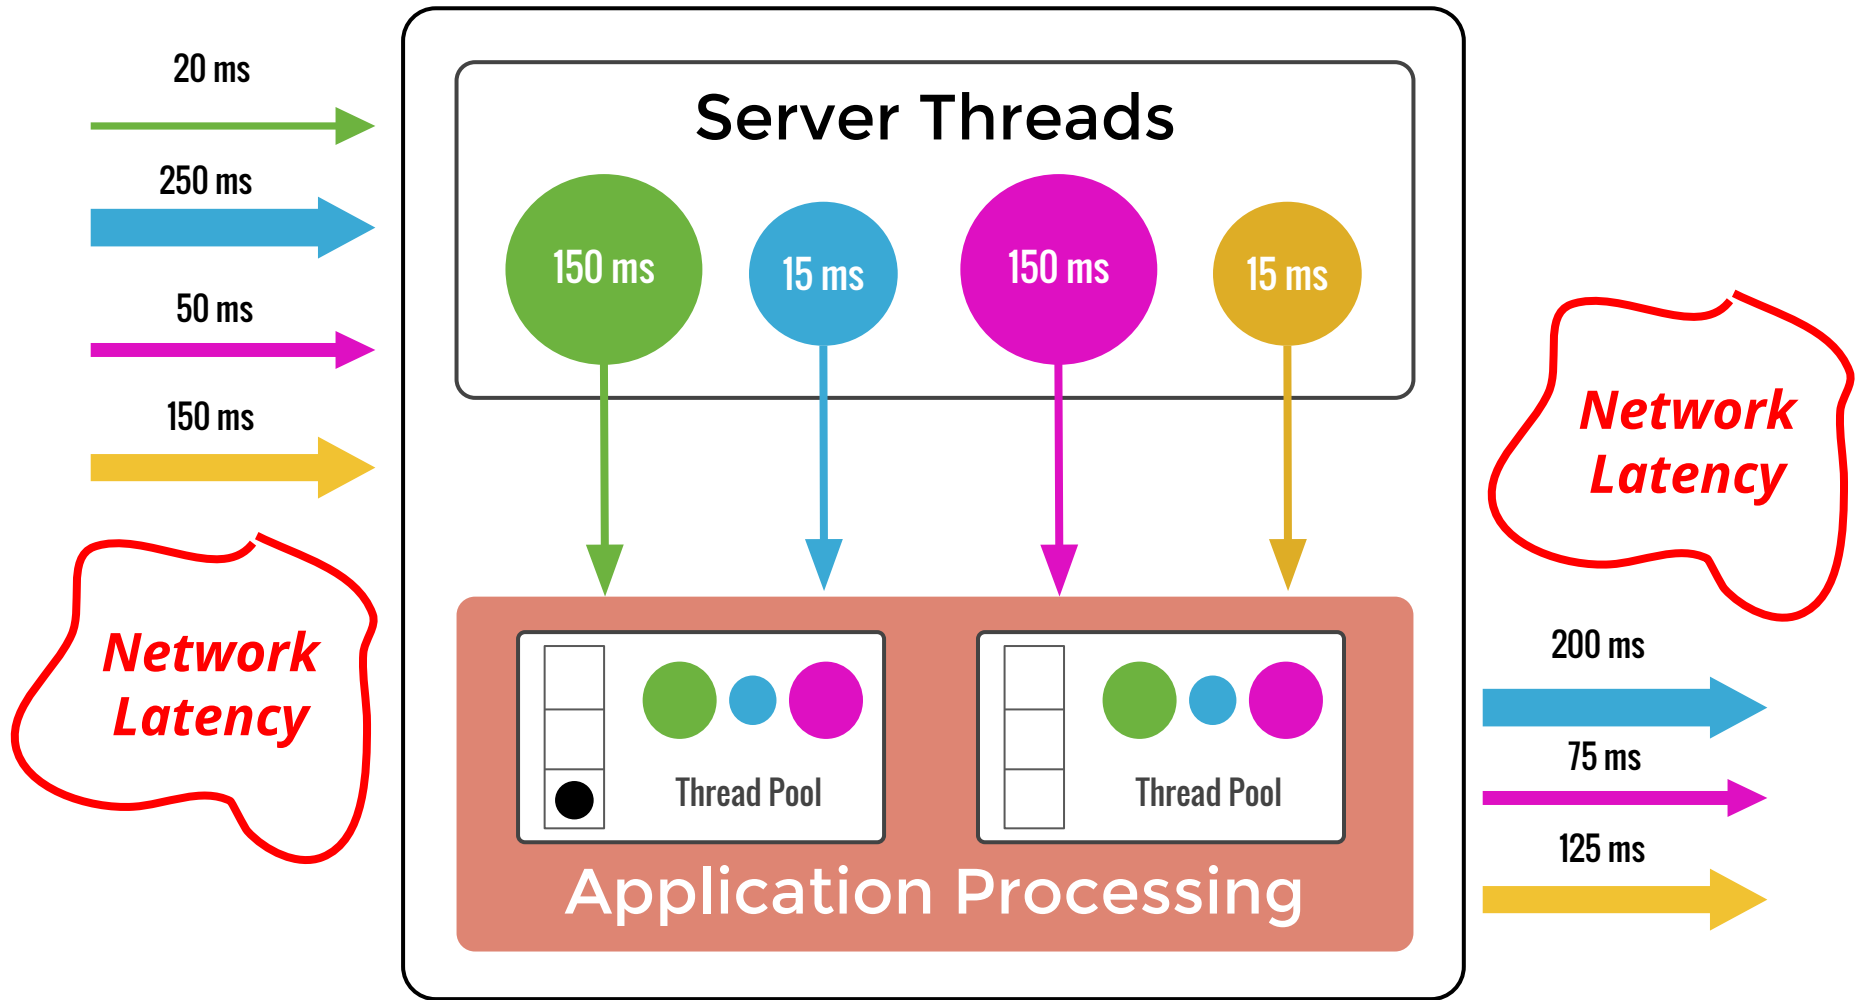 20 ms
250 ms
50 ms
150 ms
Network
Latency
Server Threads
150 ms
15 ms
150 ms
15 ms
Thread Pool
Thread Pool
Application Processing
Network
Latency
200 ms
75 ms
125 ms